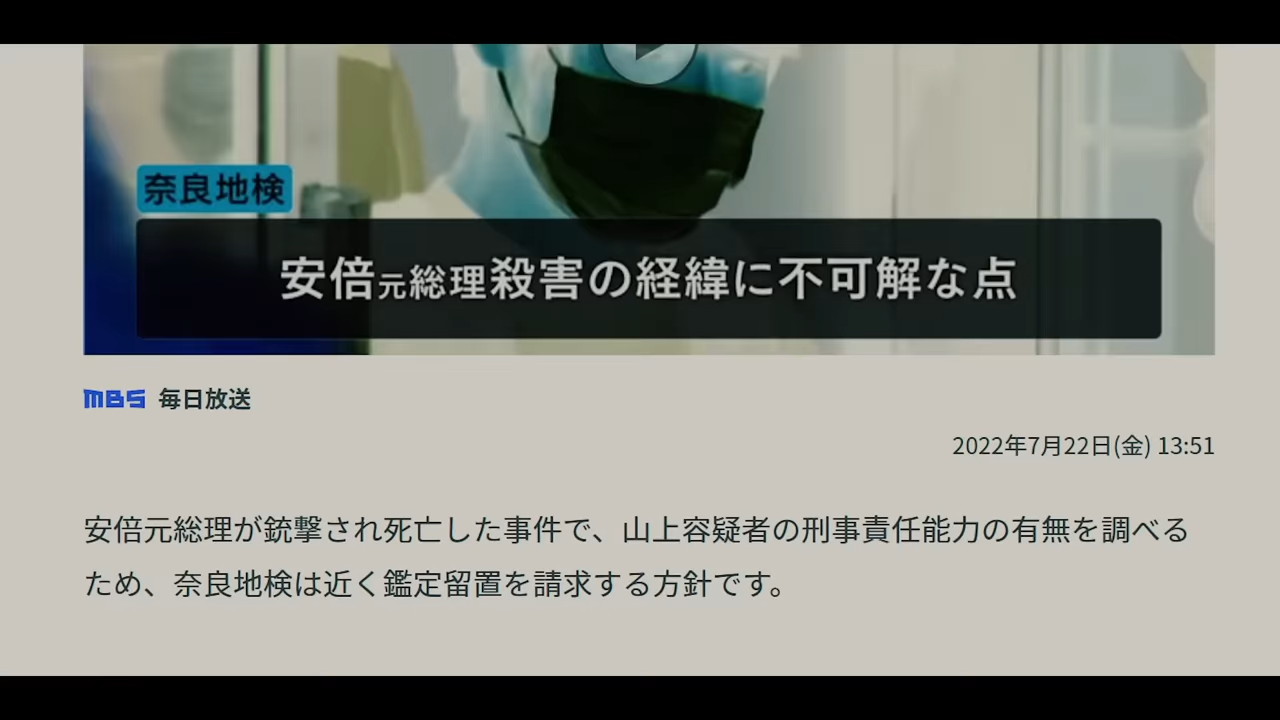 奈良地検
安倍元総理殺害の経緯に不可解な点
MBS 毎日放送
2022年7月22日(金) 13:51
安倍元総理が銃撃され死亡した事件で、山上容疑者の刑事責任能力の有無を調べる
ため、奈良地検は近く鑑定留置を請求する方針です。